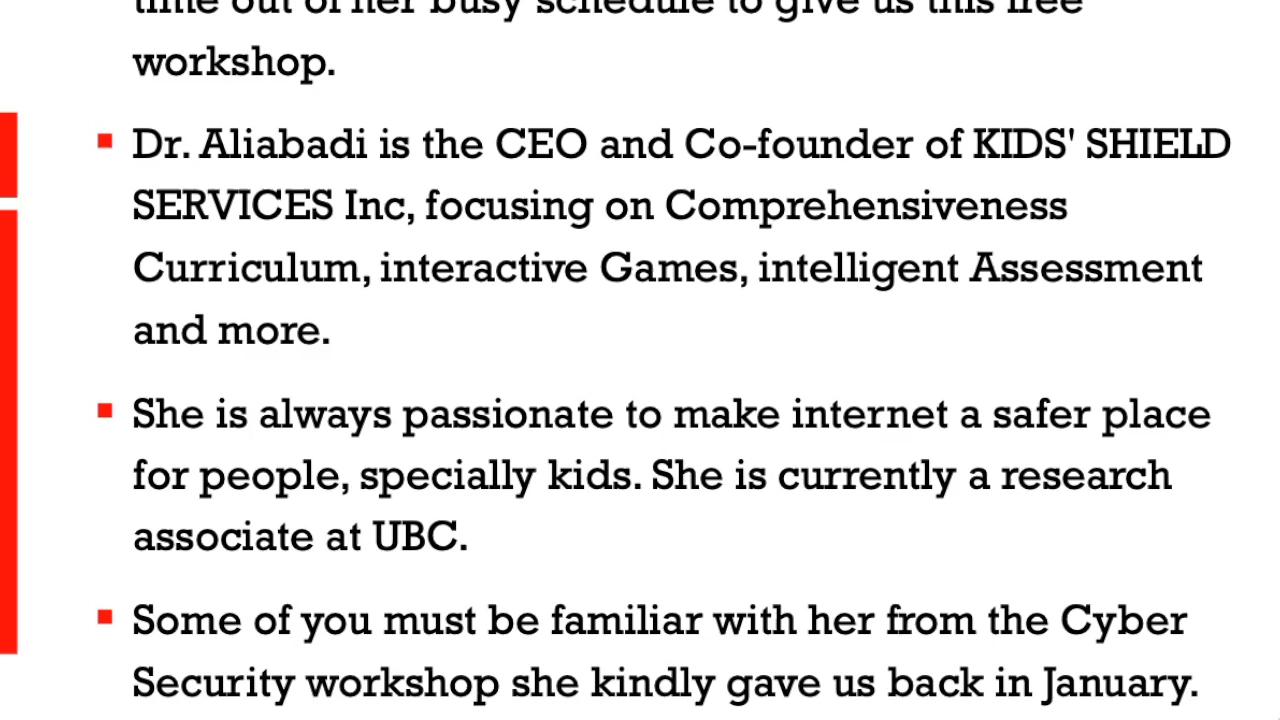 time out of her busy schedule to give us this free
workshop.
Dr. Aliabadi is the CEO and Co-founder of KIDS' SHIELD
SERVICES Inc, focusing on Comprehensiveness
Curriculum, interactive Games, intelligent Assessment
and more.
She is always passionate to make internet a safer place
for people, specially kids. She is currently a research
associate at UBC.
Some of you must be familiar with her from the Cyber
Security workshop she kindly gave us back in January.